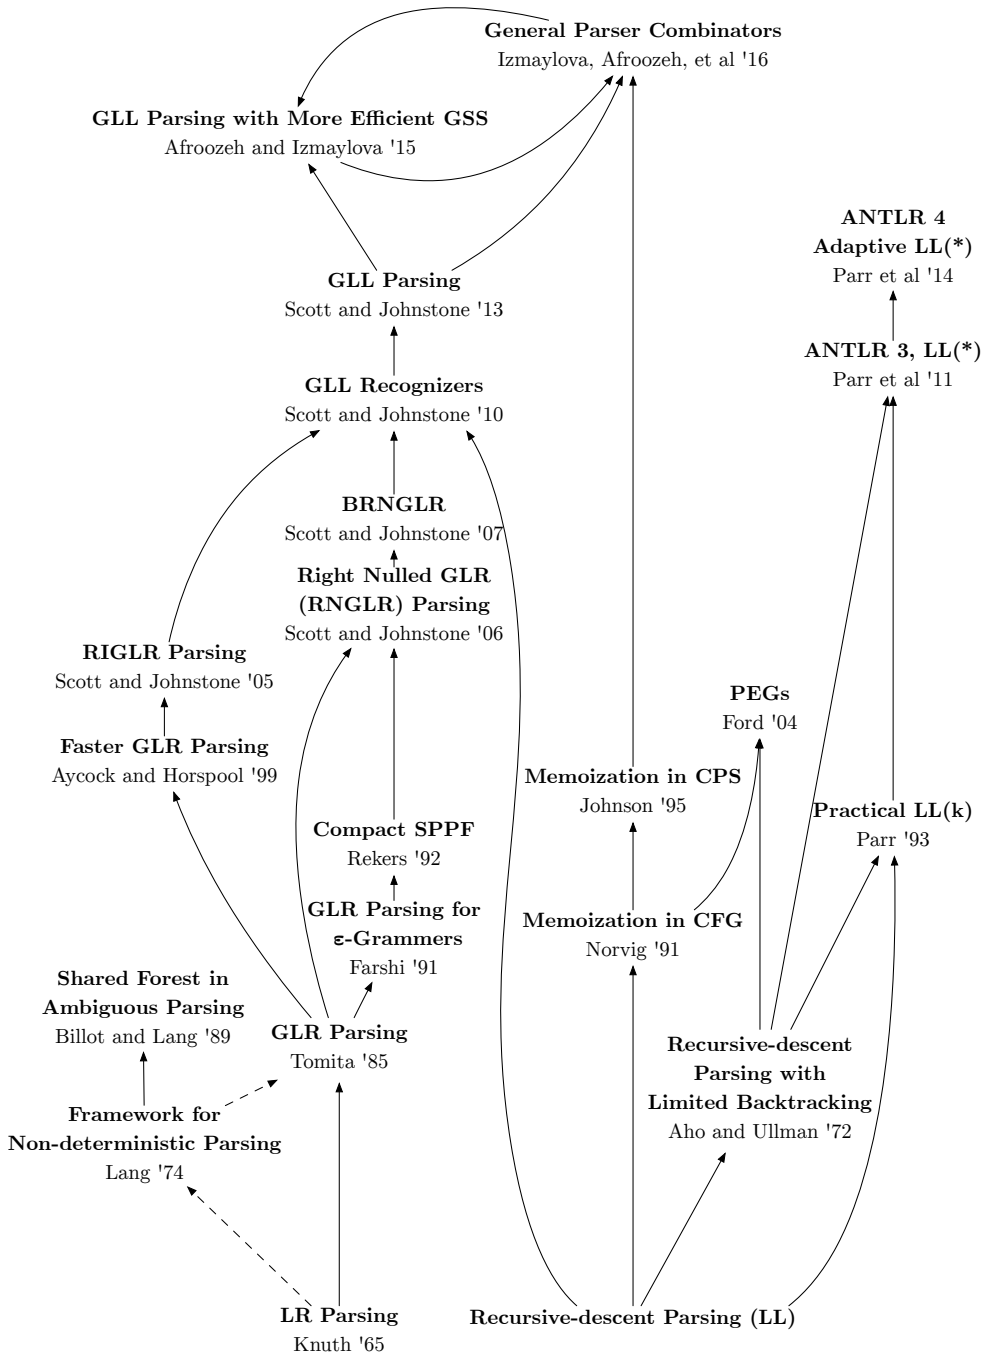 General Parser Combinators
Izmaylova, Afroozeh, et al '16
GLL Parsing with More Efficient GSS
Afroozeh and Izmaylova '15
ANTLR 4
Adaptive LL(*)
Parr et al '14
GLL Parsing
Scott and Johnstone '13
ANTLR 3, LL(*)
Parr et al '11
GLL Recognizers
Scott and Johnstone '10
BRNGLR
Scott and Johnstone '07
Right Nulled GLR
(RNGLR) Parsing
Scott and Johnstone '06
RIGLR Parsing
Scott and Johnstone '05
PEGs
Ford '04
Faster GLR Parsing
Aycock and Horspool '99
Memoization in CPS
Johnson '95
Practical LL(k)
Parr '93
Compact SPPF
Rekers '92
GLR Parsing for
ε-Grammers
Farshi '91
Memoization in CFG
Norvig '91
Shared Forest in
Ambiguous Parsing
Billot and Lang '89
GLR Parsing
Tomita '85
Recursive-descent
Parsing with
Limited Backtracking
Aho and Ullman '72
Framework for
Non-deterministic Parsing
Lang '74
LR Parsing
Knuth '65
Recursive-descent Parsing (LL)